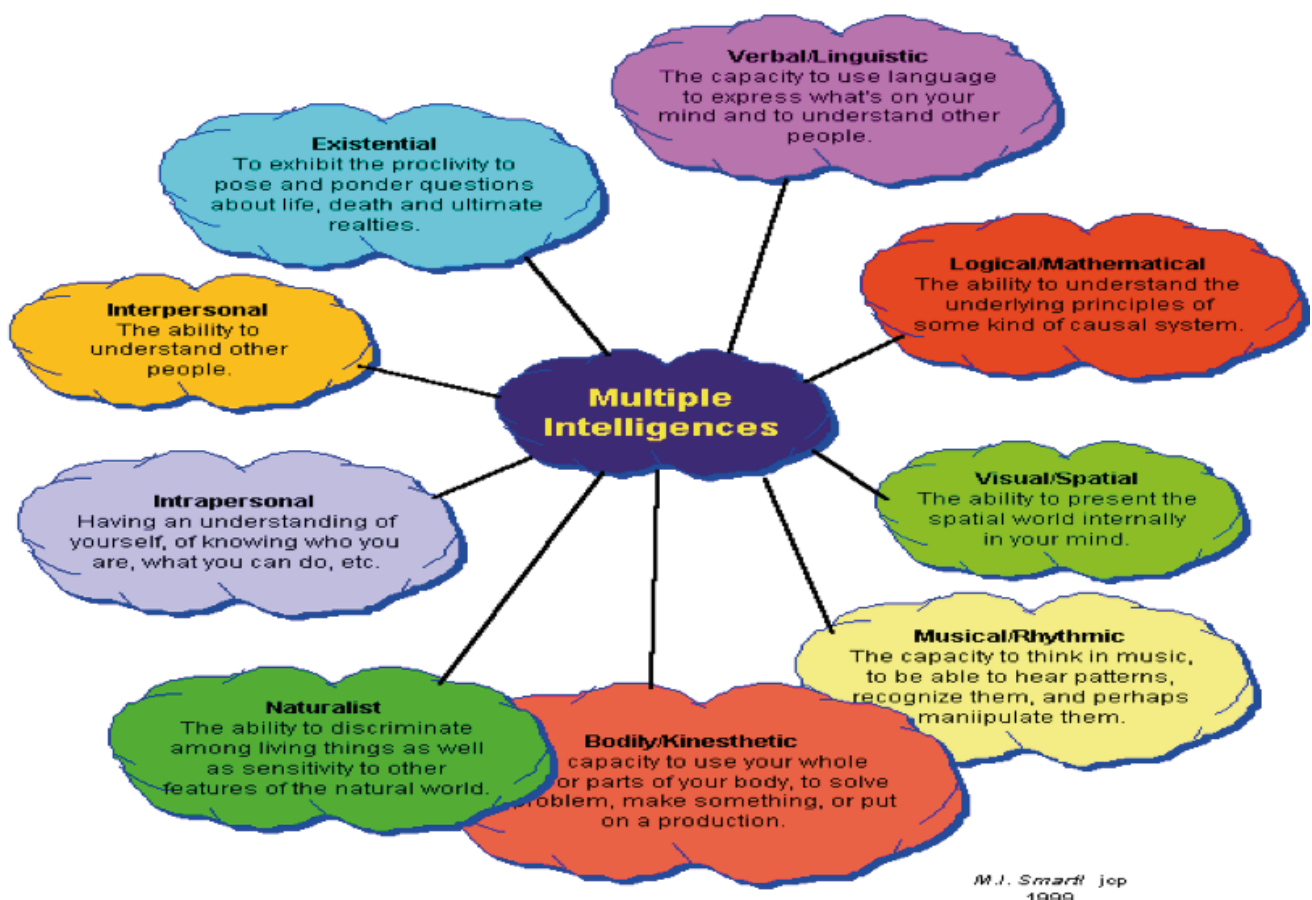 Verbal/Linguistic
The capacity to use language
to express what's on your
mind and to understand other
people.
Existential
To exhibit the proclivity to
pose and ponder questions
about life, death and ultimate
realties.
Logical/Mathematical
The ability to understand the
underlying principles of
some kind of causal system.
Interpersonal
The ability to
understand other
people.
Multiple
Intelligences
Intrapersonal
Having an understanding of
yourself, of knowing who you
are, what you can do, etc.
Visual/Spatial
The ability to present the
spatial world internally
in your mind.
Musical/Rhythmic
The capacity to think in music,
to be able to hear patterns,
recognize them, and perhaps
maniipulate them.
Naturalist
The ability to discriminate
among living things as well
as sensitivity to other
features of the natural world.
Bodily/Kinesthetic
capacity to use your whole
or parts of your body, to solve
problem, make something, or put
on a production.
M.I. Smart! jcp
1999